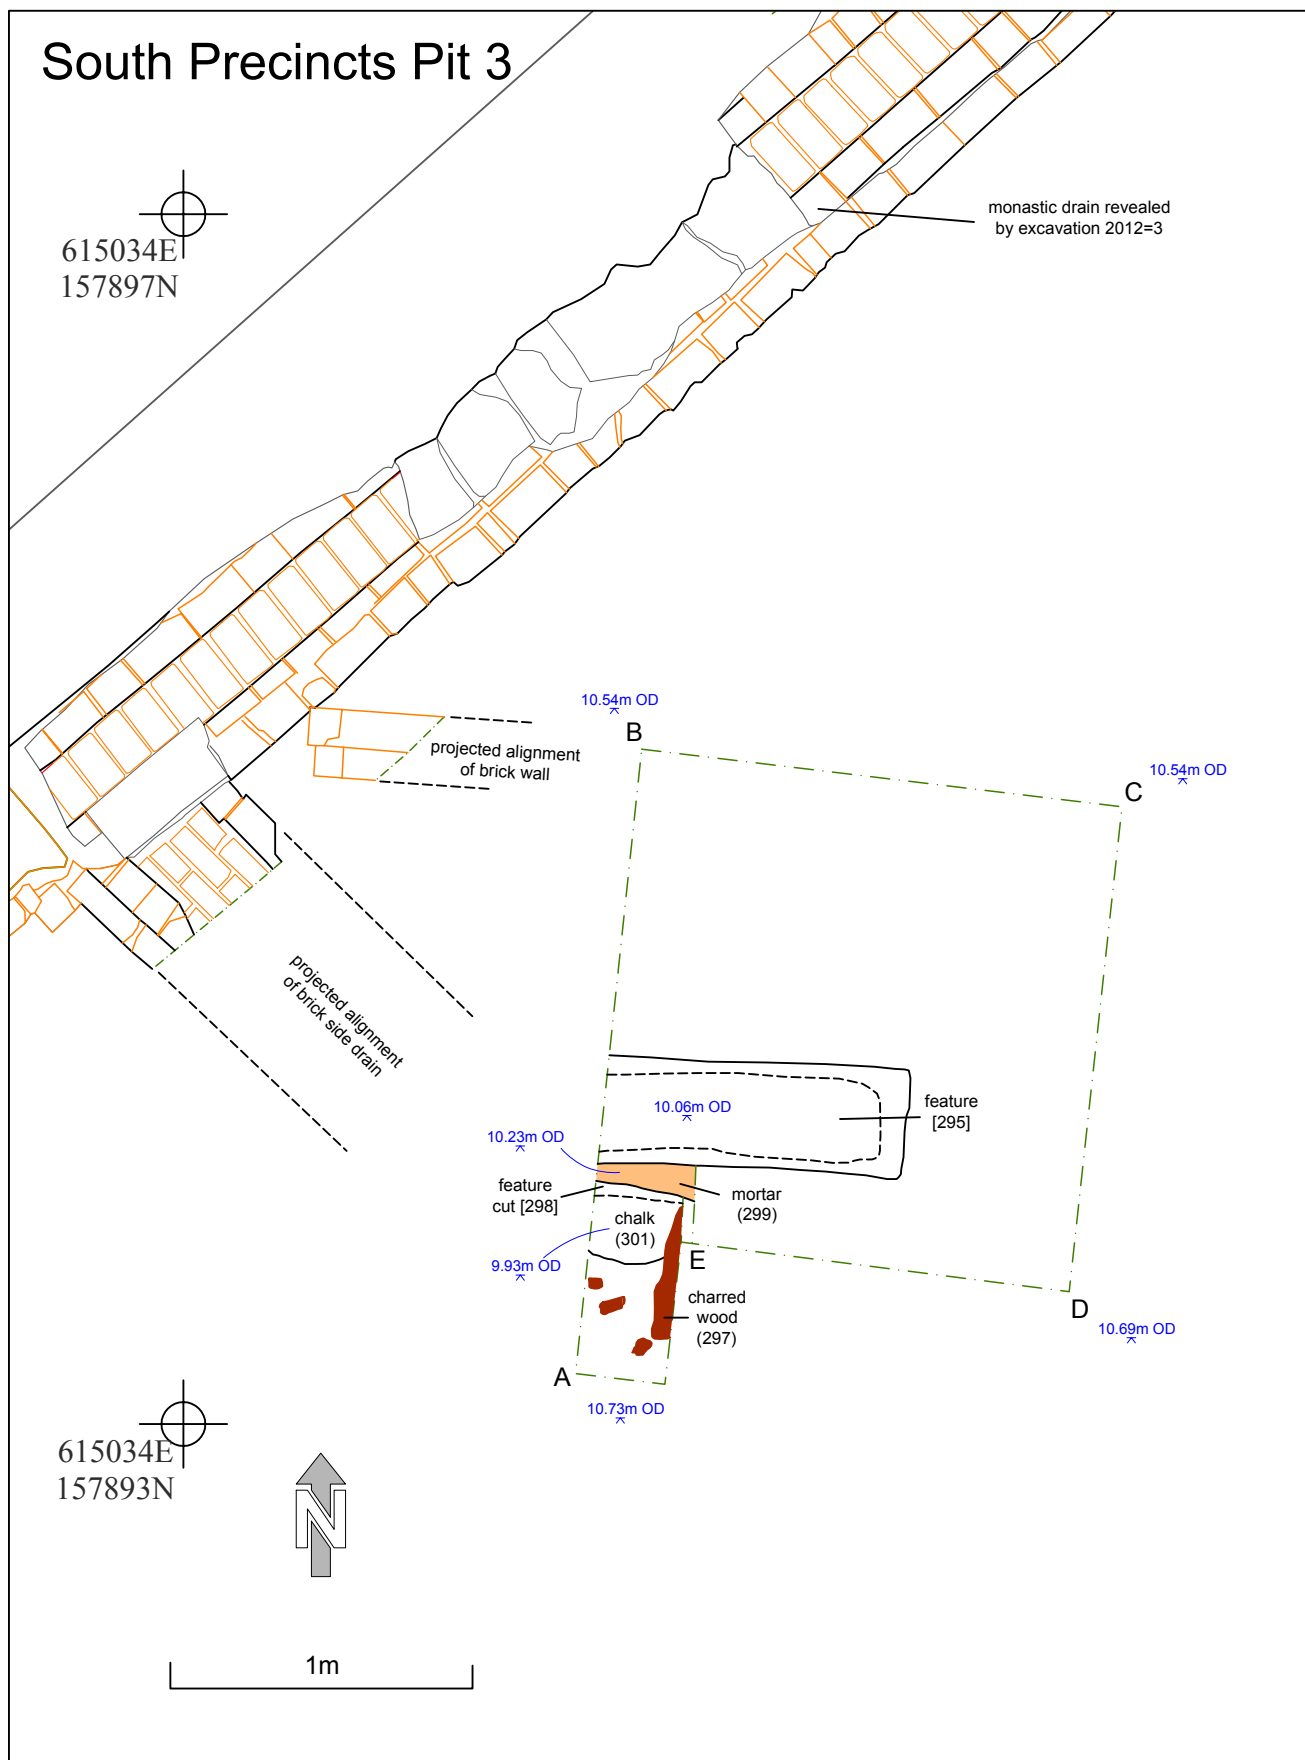 South Precincts Pit 3
615034E
157897N
monastic drain revealed
by excavation 2012=3
10.54m OD
B
10.54m OD
C
projected alignment
of brick wall
projected alignment
of brick side drain
10.06m OD
feature
[295]
10.23m OD
feature
cut [298]
mortar
(299)
chalk
(301)
9.93m OD
E
charred
wood
(297)
D
10.69m OD
A
10.73m OD
615034E
157893N
N
1m